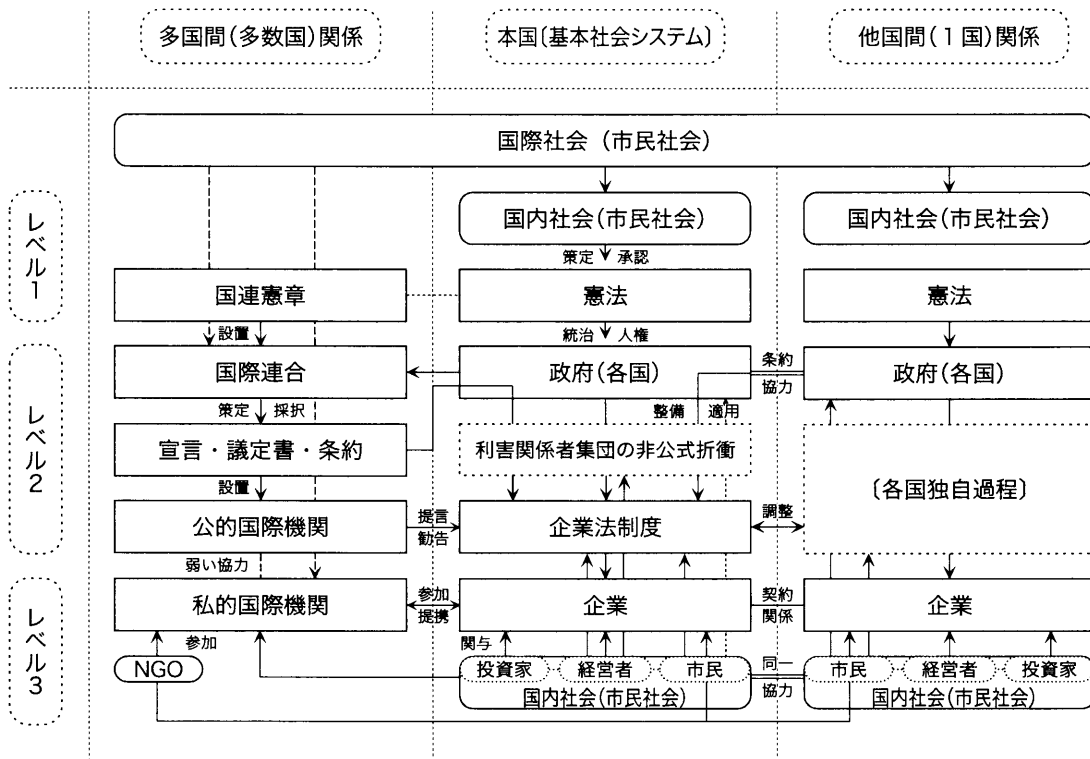 多国間(多数国)関係
本国〔基本社会システム〕
他国間(1国)関係
国際社会（市民社会）
レベル1
国内社会(市民社会)
国内社会(市民社会)
策定 承認
国連憲章
憲法
憲法
設置
統治 人権
レベル2
国際連合
政府(各国)
条約
協力
政府(各国)
策定 採択
整備 適用
宣言・議定書・条約
利害関係者集団の非公式折衝
〔各国独自過程〕
設置
公的国際機関
提言
勧告
企業法制度
調整
弱い協力
レベル3
私的国際機関
参加
提携
企業
契約
関係
企業
参加
関与
NGO
投資家
経営者
市民
同一
協力
市民
経営者
投資家
国内社会(市民社会)
国内社会(市民社会)